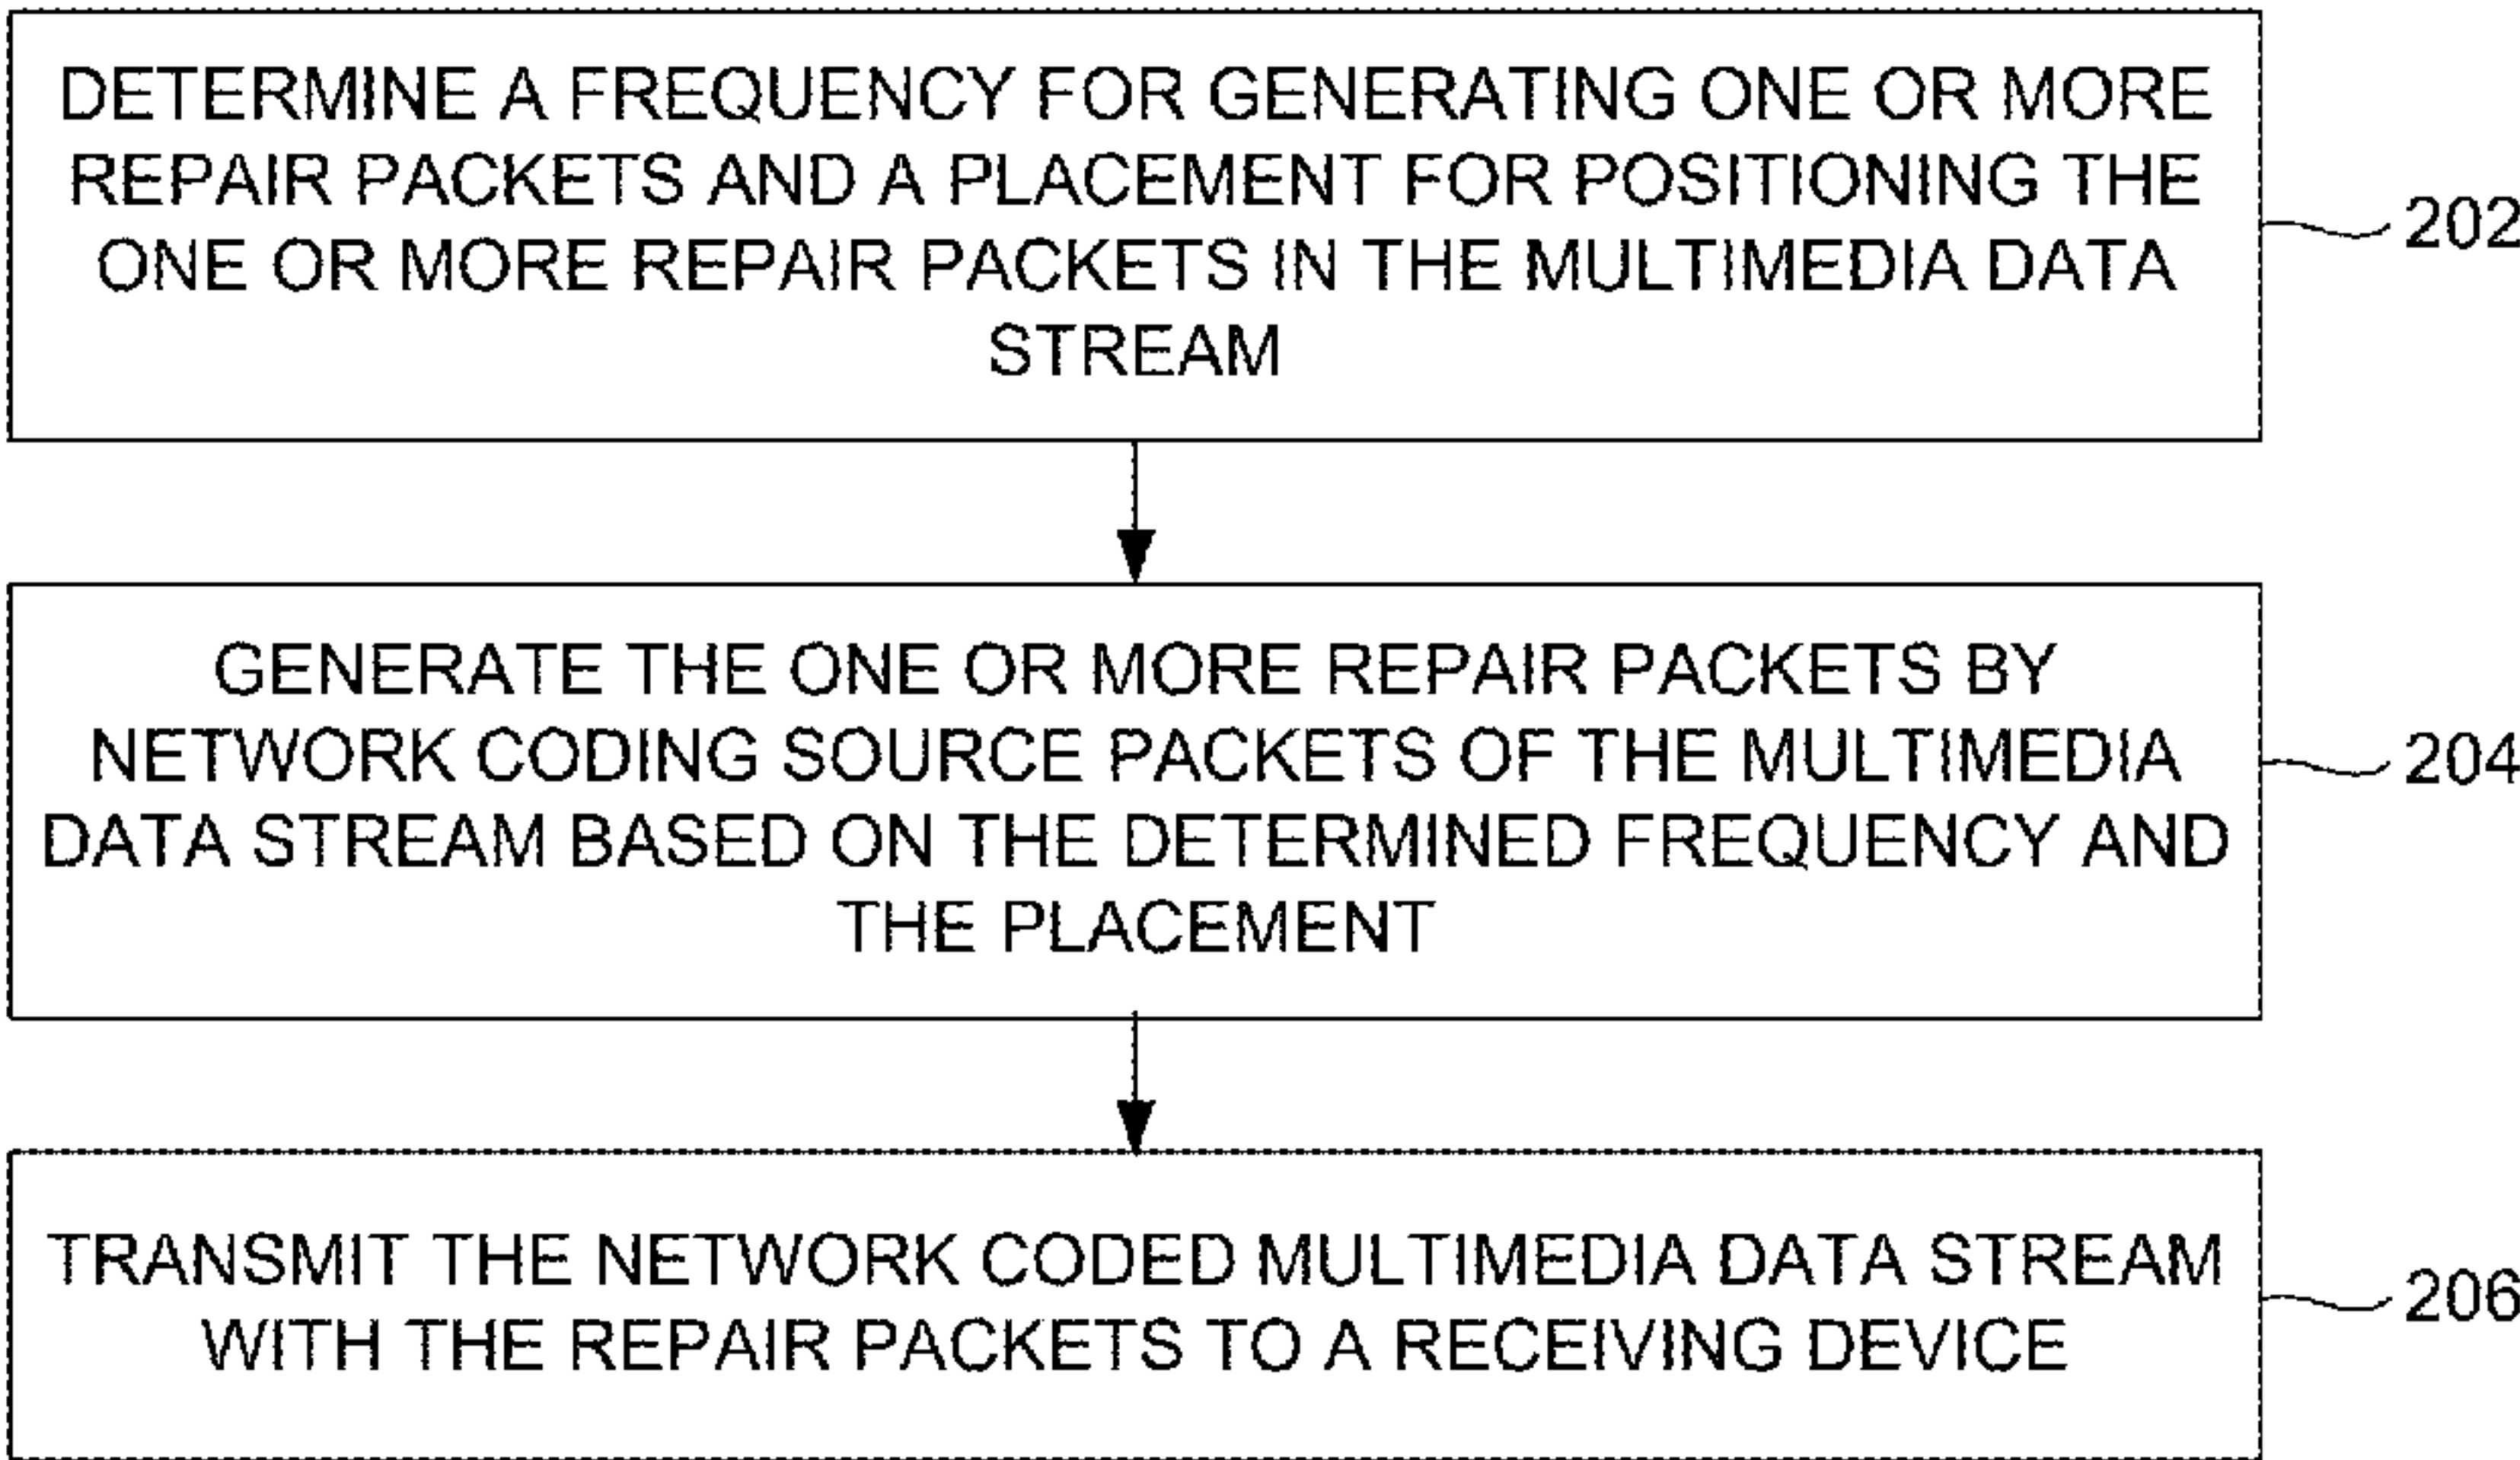 DETERMINE A FREQUENCY FOR GENERATING ONE OR MORE
REPAIR PACKETS AND A PLACEMENT FOR POSITIONING THE
ONE OR MORE REPAIR PACKETS IN THE MULTIMEDIA DATA
STREAM
202
GENERATE THE ONE OR MORE REPAIR PACKETS BY
NETWORK CODING SOURCE PACKETS OF THE MULTIMEDIA
DATA STREAM BASED ON THE DETERMINED FREQUENCY AND
THE PLACEMENT
204
TRANSMIT THE NETWORK CODED MULTIMEDIA DATA STREAM
WITH THE REPAIR PACKETS TO A RECEIVING DEVICE
206